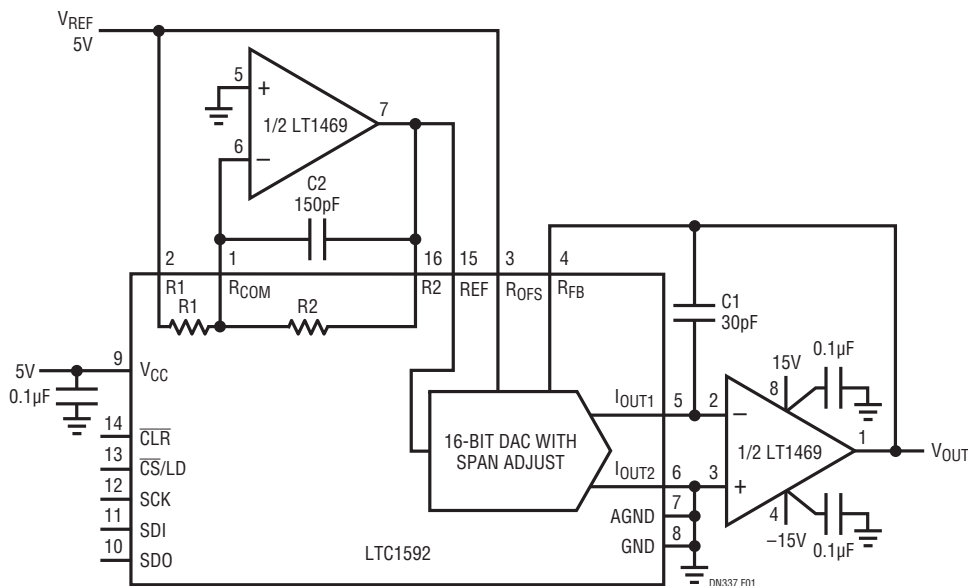 VREF
5V
5
+
7
1/2 LT1469
6
−
C2
150pF
2
1
16
15
3
4
R1
RCOM
R2
REF
ROFS
RFB
R1
R2
C1
30pF
5V
9
VCC
0.1µF
15V
0.1µF
8
IOUT1
5
2
−
14
CLR
16-BIT DAC WITH
SPAN ADJUST
1/2 LT1469
1
VOUT
13
CS/LD
IOUT2
6
3
+
12
SCK
7
AGND
4
11
SDI
8
GND
−15V
0.1µF
10
SDO
LTC1592
DN337 F01